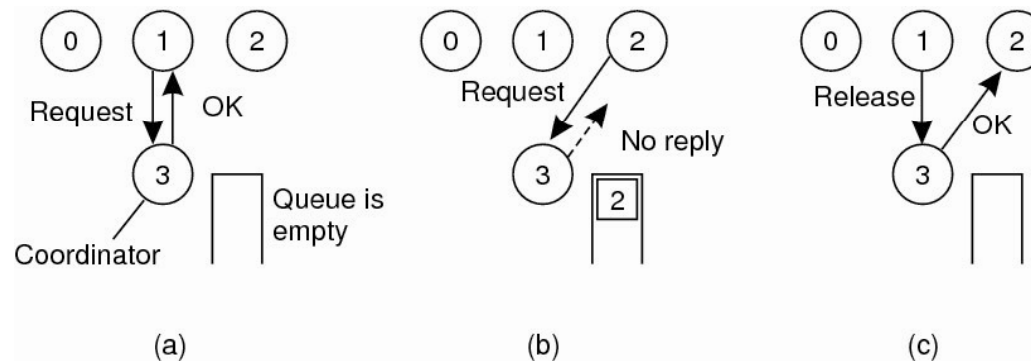 0 1 2
Request OK
3
Queue is
empty
Coordinator
(a)
0 1 2
Request
No reply
3
2
(b)
0 1 2
Release
OK
3
(c)